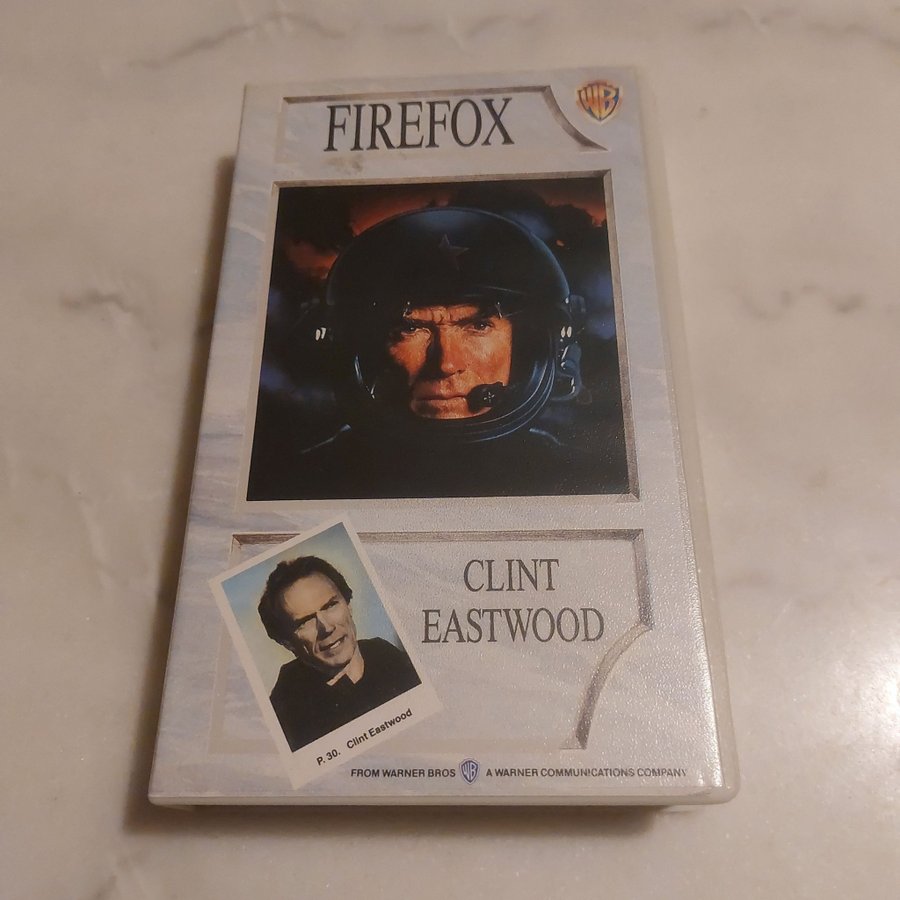 FIREFOX
WB
CLINT
EASTWOOD
P. 30. Clint Eastwood
FROM WARNER BROS WB A WARNER COMMUNICATIONS COMPANY